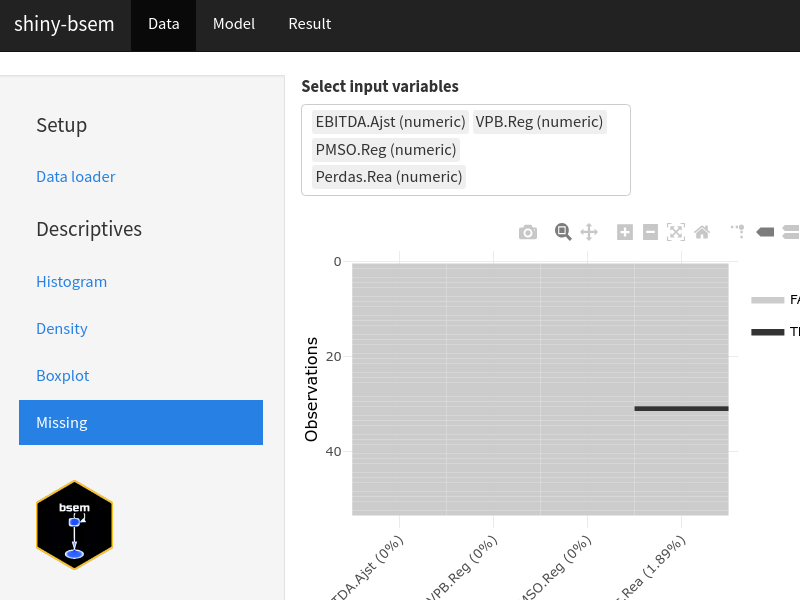 shiny-bsem Data Model Result
Select input variables
Setup
EBITDA.Ajst (numeric) VPB.Reg (numeric)
PMSO.Reg (numeric)
Perdas.Rea (numeric)
Data loader
Descriptives
Histogram
Density
Boxplot
Missing
bsem
0
20
40
Observations
TDA.Ajst (0%)
VPB.Reg (0%)
MSO.Reg (0%)
s.Rea (1.89%)
FA